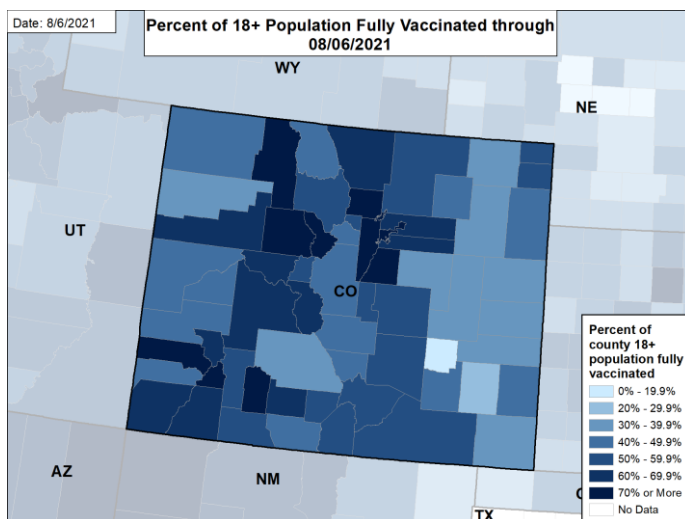 Date: 8/6/2021
Percent of 18+ Population Fully Vaccinated through
08/06/2021
WY
NE
UT
CO
AZ
NM
TX
Percent of
county 18+
population fully
vaccinated
0% - 19.9%
20% - 29.9%
30% - 39.9%
40% - 49.9%
50% - 59.9%
60% - 69.9%
70% or More
No Data